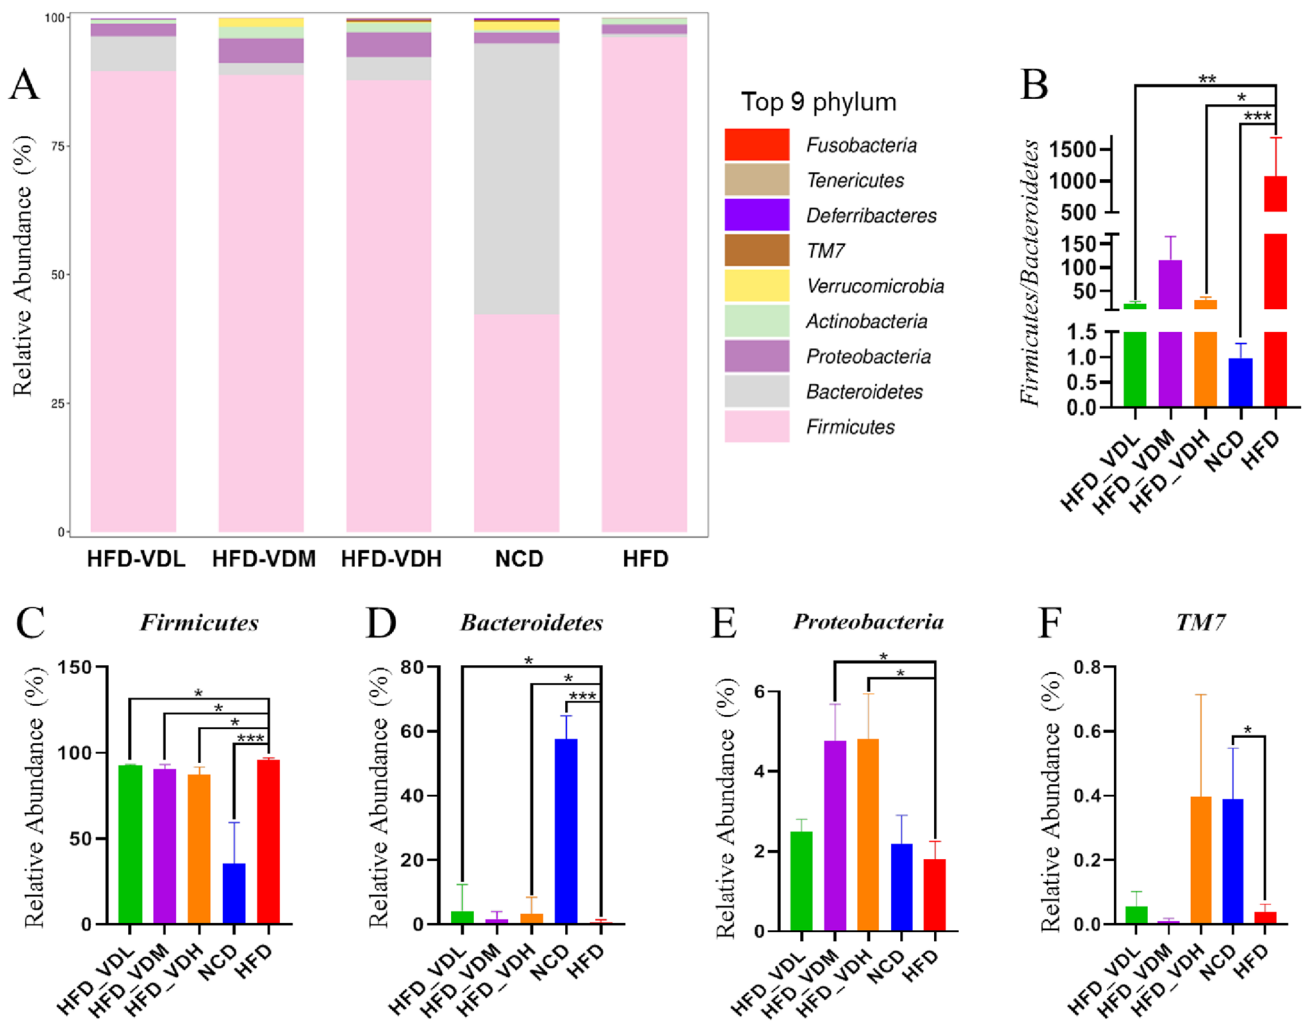 A
Relative Abundance (%)
100
75
50
25
0
HFD-VDL HFD-VDM HFD-VDH NCD HFD
Top 9 phylum
Fusobacteria
Tenericutes
Deferribacteres
TM7
Verrucomicrobia
Actinobacteria
Proteobacteria
Bacteroidetes
Firmicutes
B
Firmicutes/Bacteroidetes
**
*
***
1500
1000
500
150
100
50
1.5
1.0
0.5
0.0
HFD_VDL HFD_VDM HFD_VDH NCD HFD
C
Firmicutes
Relative Abundance (%)
150
100
50
0
*
*
*
***
HFD_VDL HFD_VDM HFD_VDH NCD HFD
D
Bacteroidetes
Relative Abundance (%)
80
60
40
20
0
*
*
***
HFD_VDL HFD_VDM HFD_VDH NCD HFD
E
Proteobacteria
Relative Abundance (%)
6
4
2
0
*
*
HFD_VDL HFD_VDM HFD_VDH NCD HFD
F
TM7
Relative Abundance (%)
0.8
0.6
0.4
0.2
0.0
*
HFD_VDL HFD_VDM HFD_VDH NCD HFD